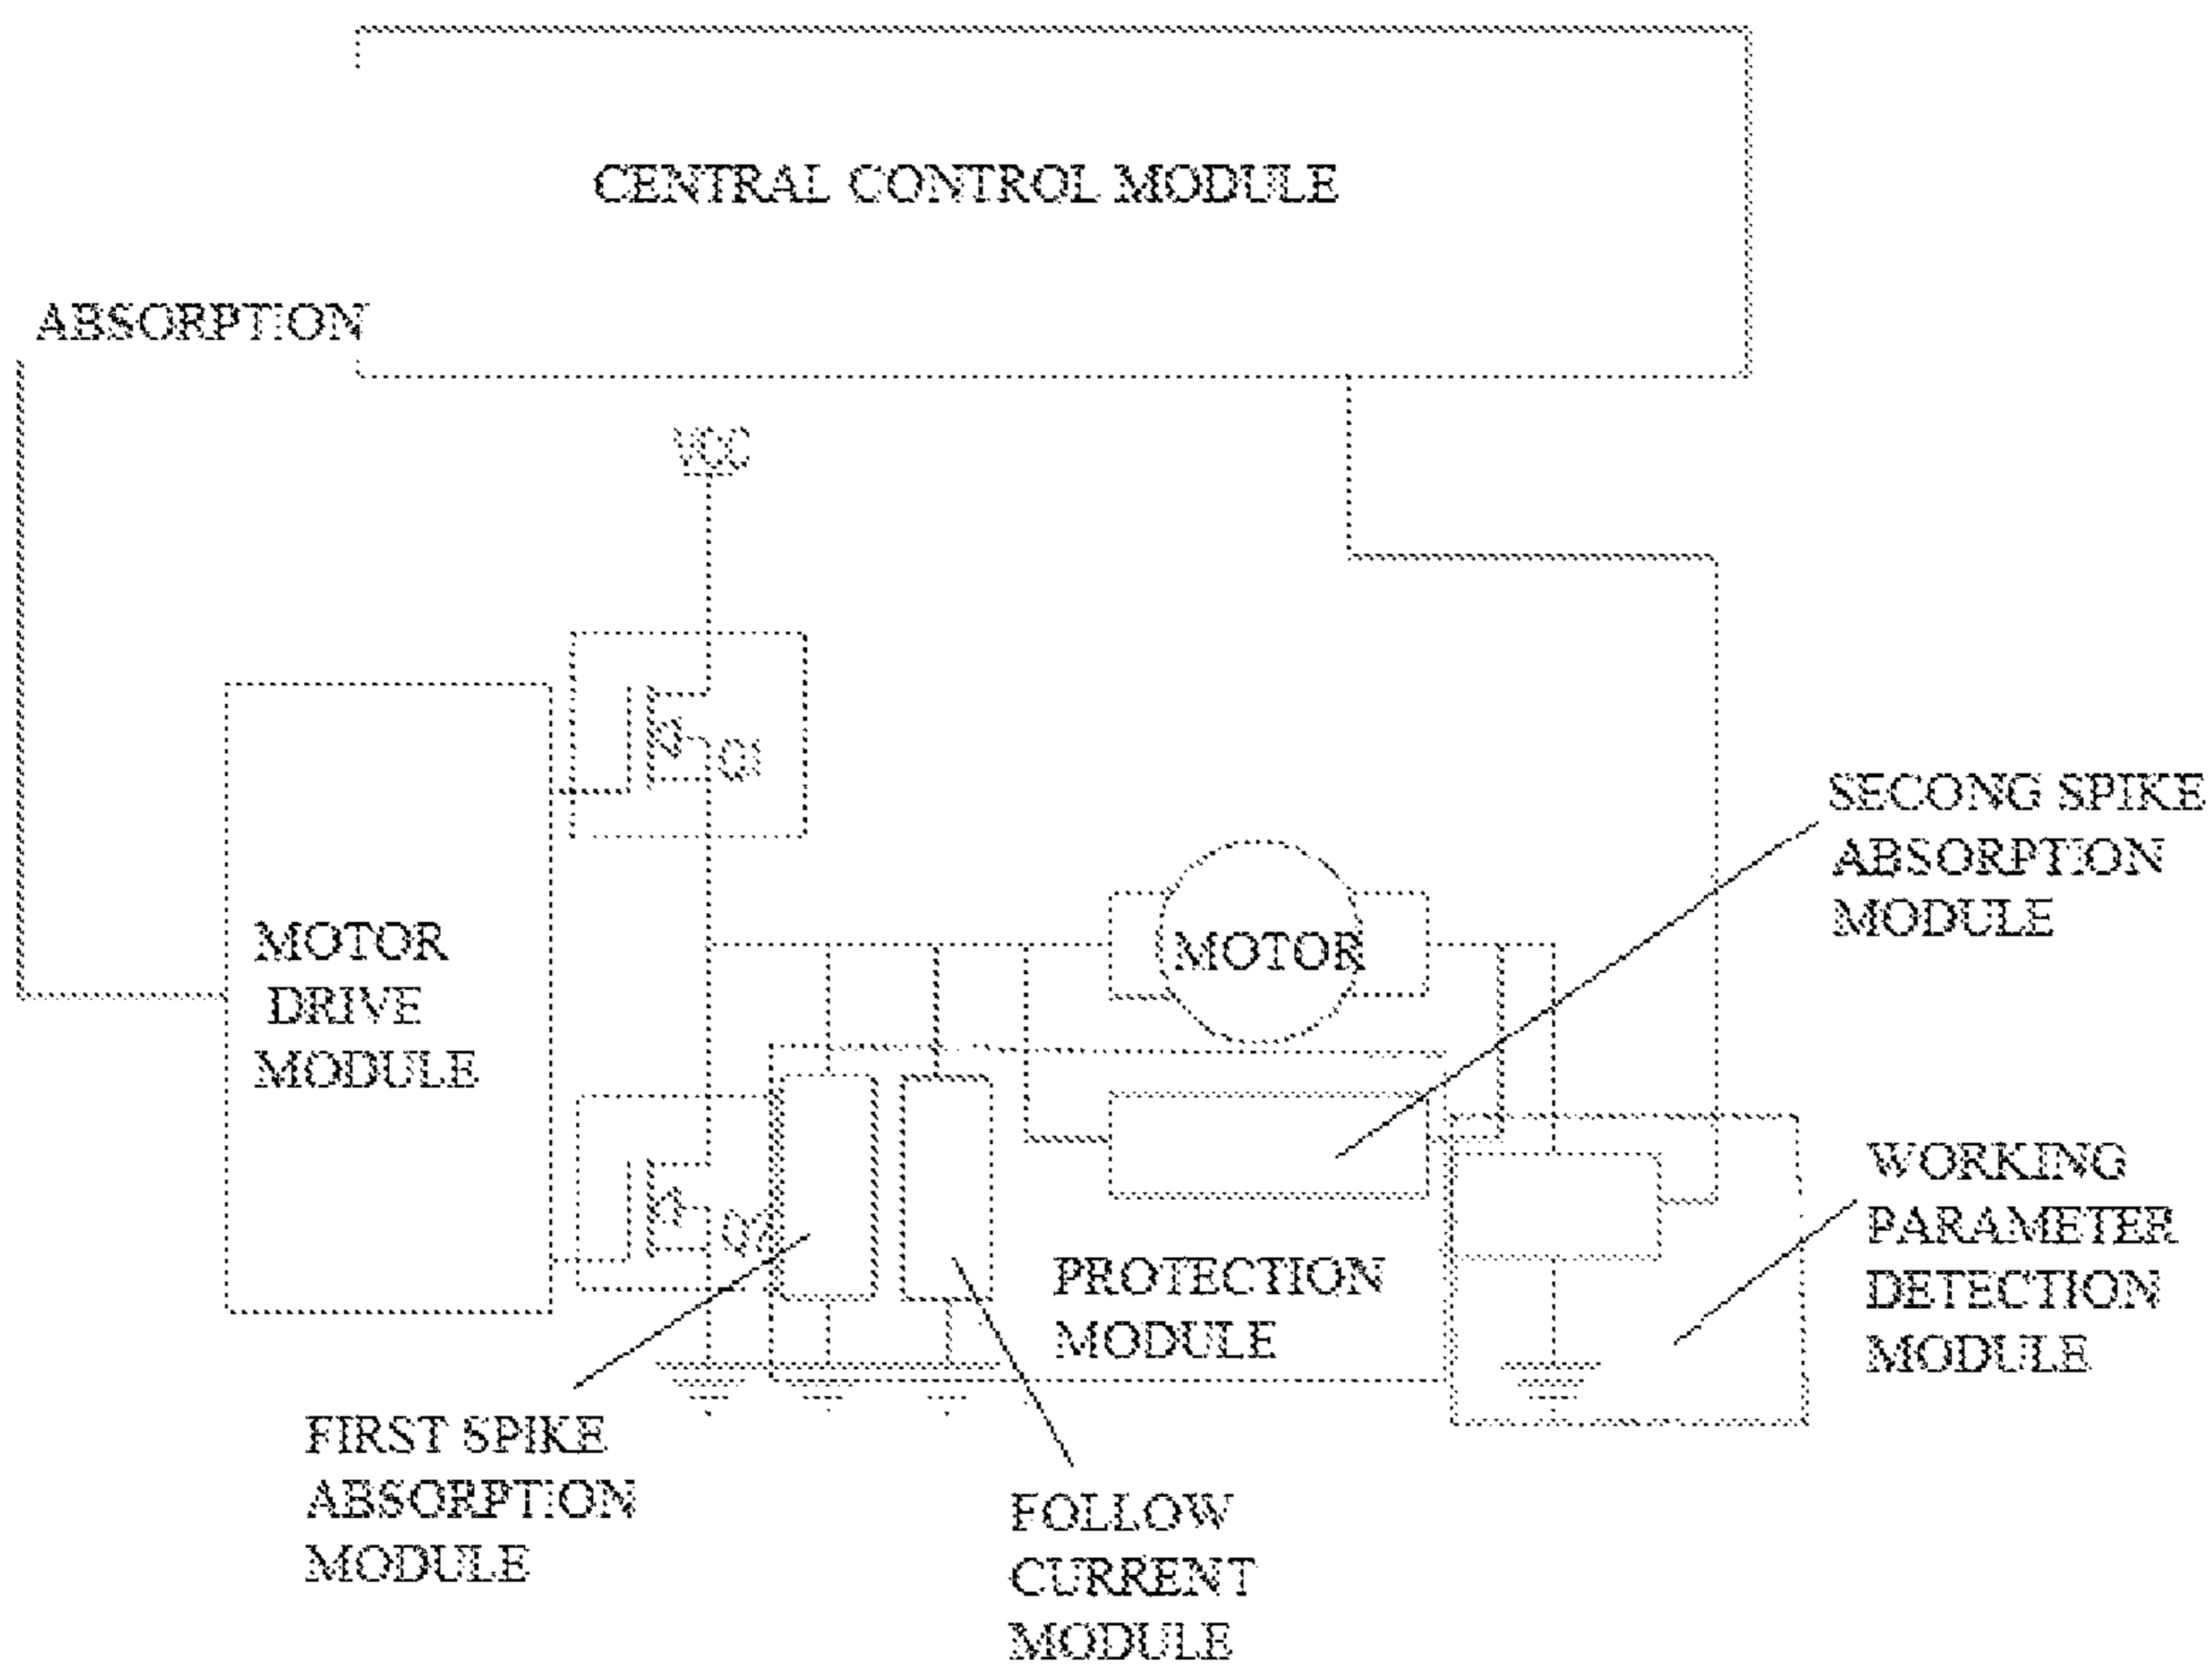 CENTRAL CONTROL MODULE
ABSORPTION
VCC
Q1
SECONG SPIKE
ABSORPTION
MODULE
MOTOR
MOTOR
DRIVE
MODULE
WORKING
PARAMETER
DETECTION
MODULE
Q2
PROTECTION
MODULE
FIRST SPIKE
ABSORPTION
MODULE
FOLLOW
CURRENT
MODULE